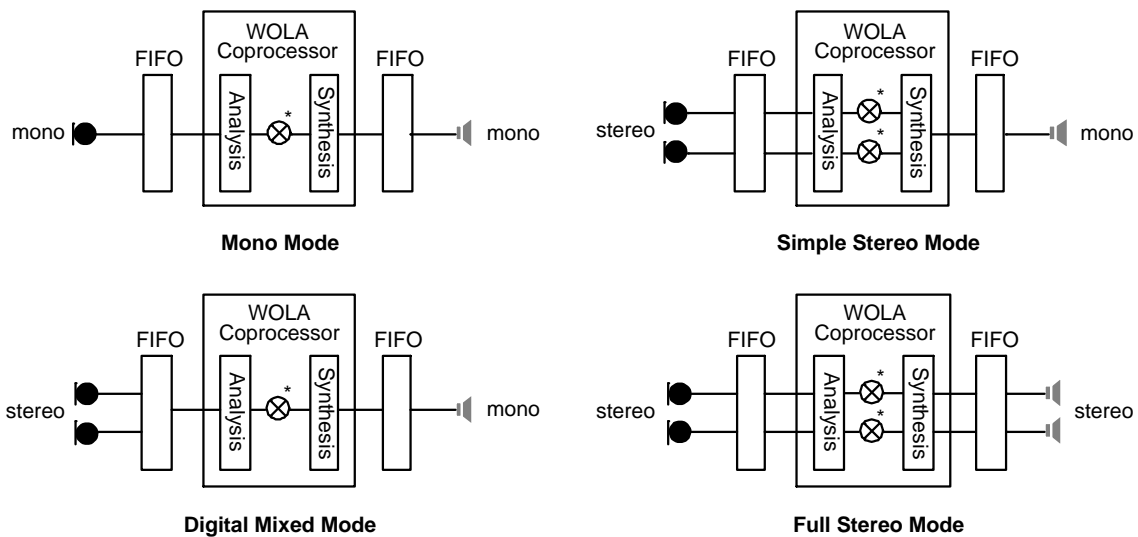 WOLA
Coprocessor
FIFO
FIFO
Analysis
*
Synthesis
mono
mono
Mono Mode
WOLA
Coprocessor
FIFO
FIFO
Analysis
*
*
Synthesis
stereo
mono
Simple Stereo Mode
WOLA
Coprocessor
FIFO
FIFO
Analysis
*
Synthesis
stereo
mono
Digital Mixed Mode
WOLA
Coprocessor
FIFO
FIFO
Analysis
*
*
Synthesis
stereo
stereo
Full Stereo Mode